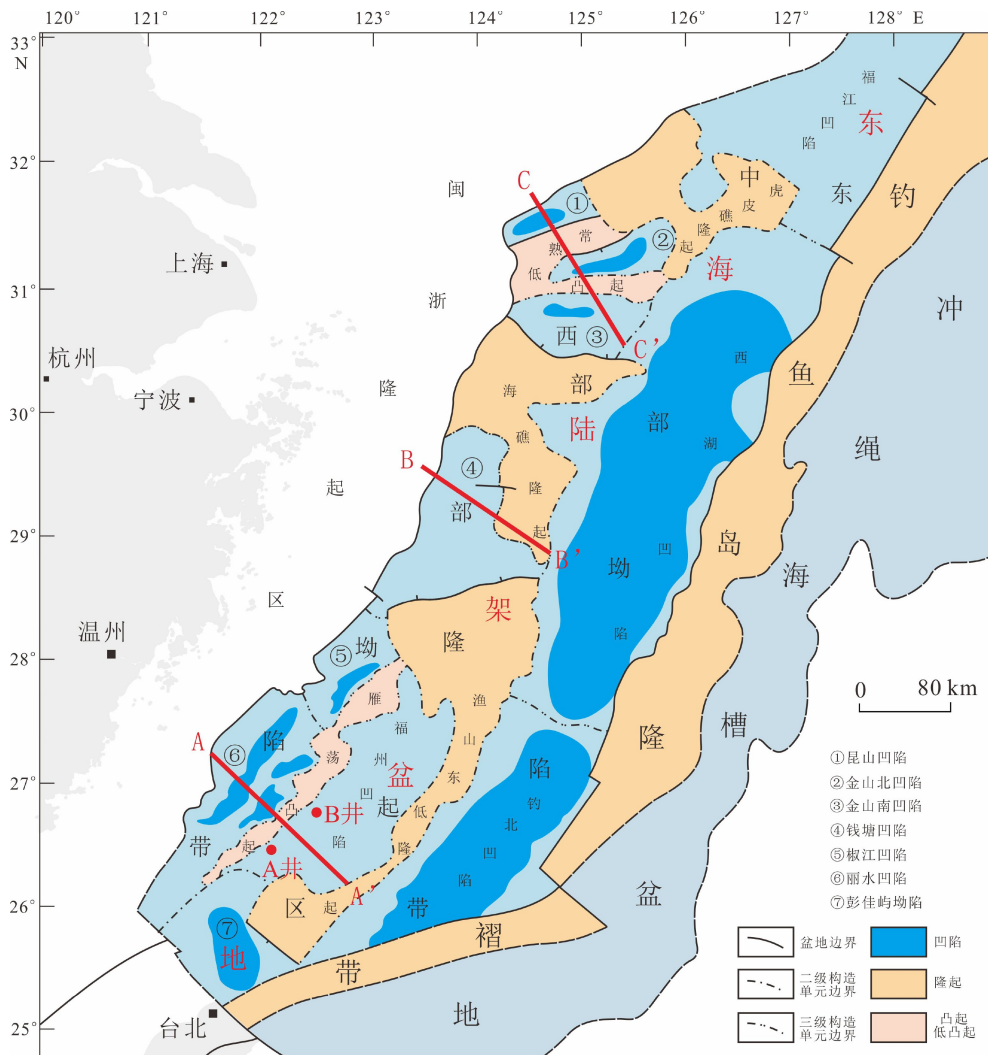 120° 121° 122° 123° 124° 125° 126° 127° 128° E
33°
N
32°
31°
30°
29°
28°
27°
26°
25°
上海
杭州
宁波
温州
台北
闽浙隆起区
东海陆架盆地
西部坳陷带
中部隆起区
东部坳陷带
钓鱼岛隆褶带
冲绳海槽盆地
福江凹陷
虎皮礁隆起
常熟低凸起
海礁隆起
西湖凹陷
渔山东低隆起
雁荡凸起
福州凹陷
钓北凹陷
①
②
③
④
⑤
⑥
⑦
C
C’
B
B’
A
A’
B井
A井
0 80 km
①昆山凹陷
②金山北凹陷
③金山南凹陷
④钱塘凹陷
⑤椒江凹陷
⑥丽水凹陷
⑦彭佳屿坳陷
盆地边界
凹陷
二级构造
单元边界
隆起
三级构造
单元边界
凸起
低凸起